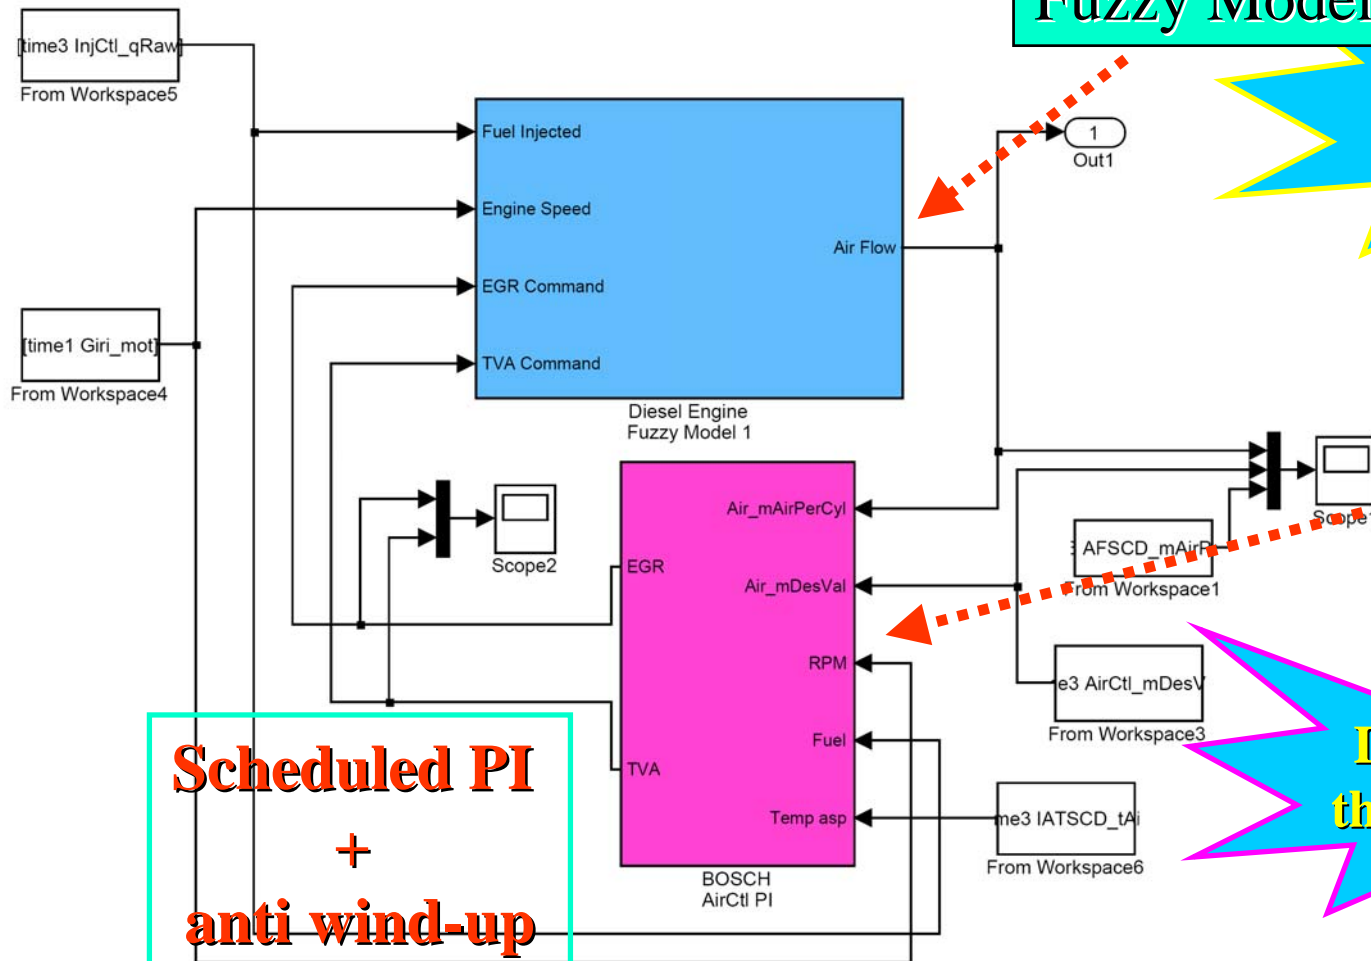 Fuzzy Model
[time3 InjCtl_qRaw]
From Workspace5
Fuel Injected
Engine Speed
EGR Command
TVA Command
Air Flow
1
Out1
[time1 Giri_mot]
From Workspace4
Diesel Engine
Fuzzy Model 1
Scope2
EGR
TVA
Air_mAirPerCyl
Air_mDesVal
RPM
Fuel
Temp asp
BOSCH
AirCtl PI
Scope
AFSCD_mAirP
From Workspace1
e3 AirCtl_mDesV
From Workspace3
me3 IATSCD_tAi
From Workspace6
Scheduled PI
+
anti wind-up
th